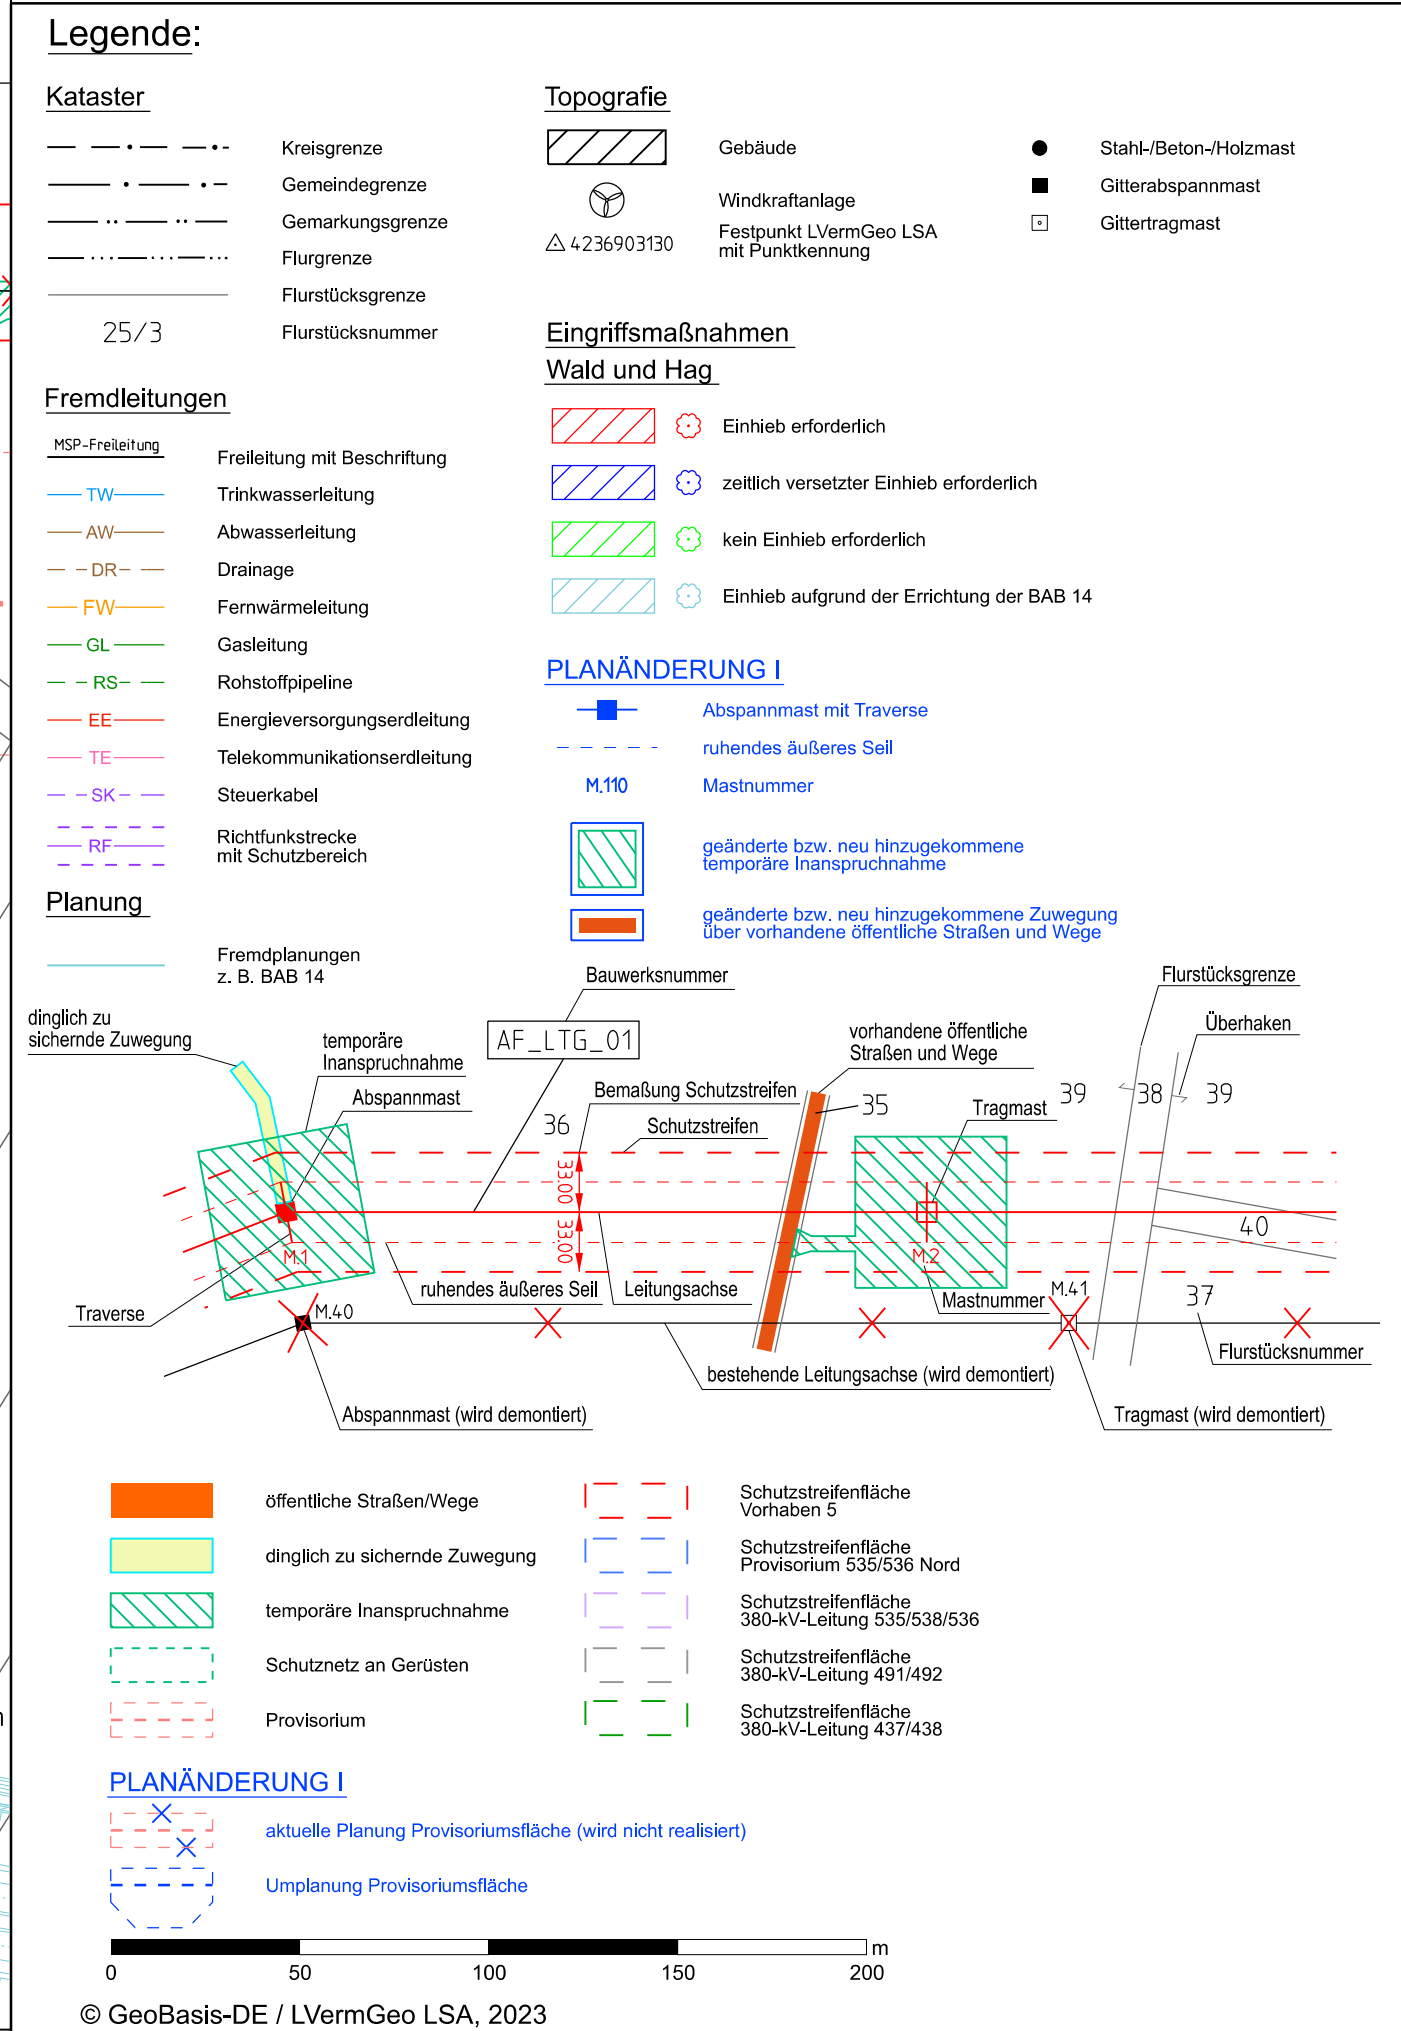 Legende:
Kataster
Kreisgrenze
Gemeindegrenze
Gemarkungsgrenze
Flurgrenze
Flurstücksgrenze
25/3
Flurstücksnummer
Topografie
Gebäude
Windkraftanlage
4236903130
Festpunkt LVermGeo LSA
mit Punktkennung
Stahl-/Beton-/Holzmast
Gitterabspannmast
Gittertragmast
Fremdleitungen
MSP-Freileitung
Freileitung mit Beschriftung
TW
Trinkwasserleitung
AW
Abwasserleitung
DR
Drainage
FW
Fernwärmeleitung
GL
Gasleitung
RS
Rohstoffpipeline
EE
Energieversorgungserdleitung
TE
Telekommunikationserdleitung
SK
Steuerkabel
RF
Richtfunkstrecke
mit Schutzbereich
Planung
Fremdplanungen
z. B. BAB 14
Eingriffsmaßnahmen
Wald und Hag
Einhieb erforderlich
zeitlich versetzter Einhieb erforderlich
kein Einhieb erforderlich
Einhieb aufgrund der Errichtung der BAB 14
PLANÄNDERUNG I
Abspannmast mit Traverse
ruhendes äußeres Seil
M.110
Mastnummer
geänderte bzw. neu hinzugekommene
temporäre Inanspruchnahme
geänderte bzw. neu hinzugekommene Zuwegung
über vorhandene öffentliche Straßen und Wege
Bauwerksnummer
Flurstücksgrenze
dinglich zu
sichernde Zuwegung
temporäre
Inanspruchnahme
AF_LTG_01
vorhandene öffentliche
Straßen und Wege
Überhaken
Abspannmast
36
Bemaßung Schutzstreifen
Schutzstreifen
35
Tragmast
39
38
39
33.00
33.00
M.1
M.2
40
ruhendes äußeres Seil
Leitungsachse
Mastnummer
M.41
37
Traverse
M.40
Flurstücksnummer
bestehende Leitungsachse (wird demontiert)
Abspannmast (wird demontiert)
Tragmast (wird demontiert)
öffentliche Straßen/Wege
dinglich zu sichernde Zuwegung
temporäre Inanspruchnahme
Schutznetz an Gerüsten
Provisorium
Schutzstreifenfläche
Vorhaben 5
Schutzstreifenfläche
Provisorium 535/536 Nord
Schutzstreifenfläche
380-kV-Leitung 535/538/536
Schutzstreifenfläche
380-kV-Leitung 491/492
Schutzstreifenfläche
380-kV-Leitung 437/438
PLANÄNDERUNG I
aktuelle Planung Provisoriumsfläche (wird nicht realisiert)
Umplanung Provisoriumsfläche
m
0 50 100 150 200
© GeoBasis-DE / LVermGeo LSA, 2023